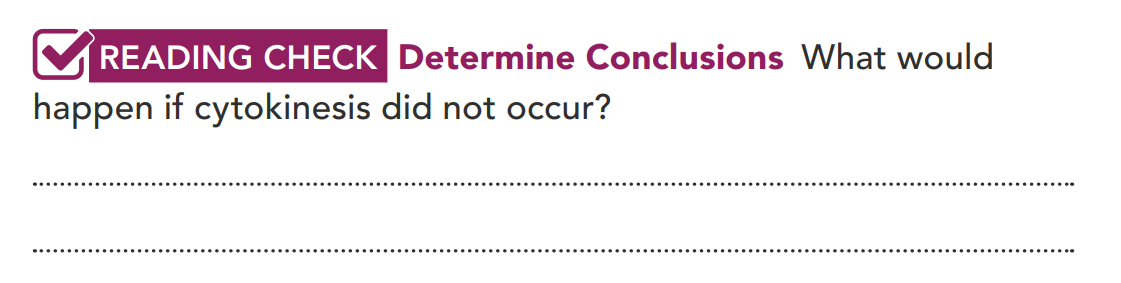 READING CHECK Determine Conclusions What would
happen if cytokinesis did not occur?